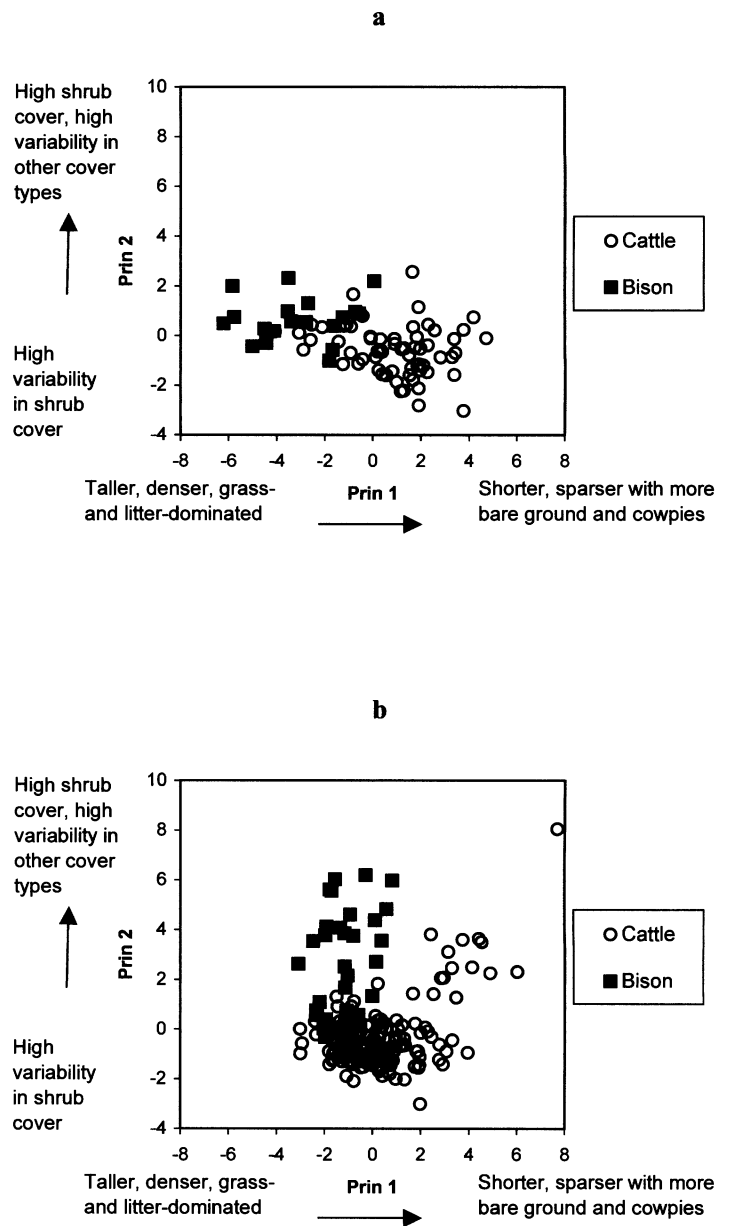 a
High shrub
cover, high
variability in
other cover
types
High
variability
in shrub
cover
Prin 2
10
8
6
4
2
0
-2
-4
-8 -6 -4 -2 0 2 4 6 8
Prin 1
Taller, denser, grass-
and litter-dominated
Shorter, sparser with more
bare ground and cowpies
Cattle
Bison
b
High shrub
cover, high
variability in
other cover
types
High
variability
in shrub
cover
Prin 2
10
8
6
4
2
0
-2
-4
-8 -6 -4 -2 0 2 4 6 8
Prin 1
Taller, denser, grass-
and litter-dominated
Shorter, sparser with more
bare ground and cowpies
Cattle
Bison